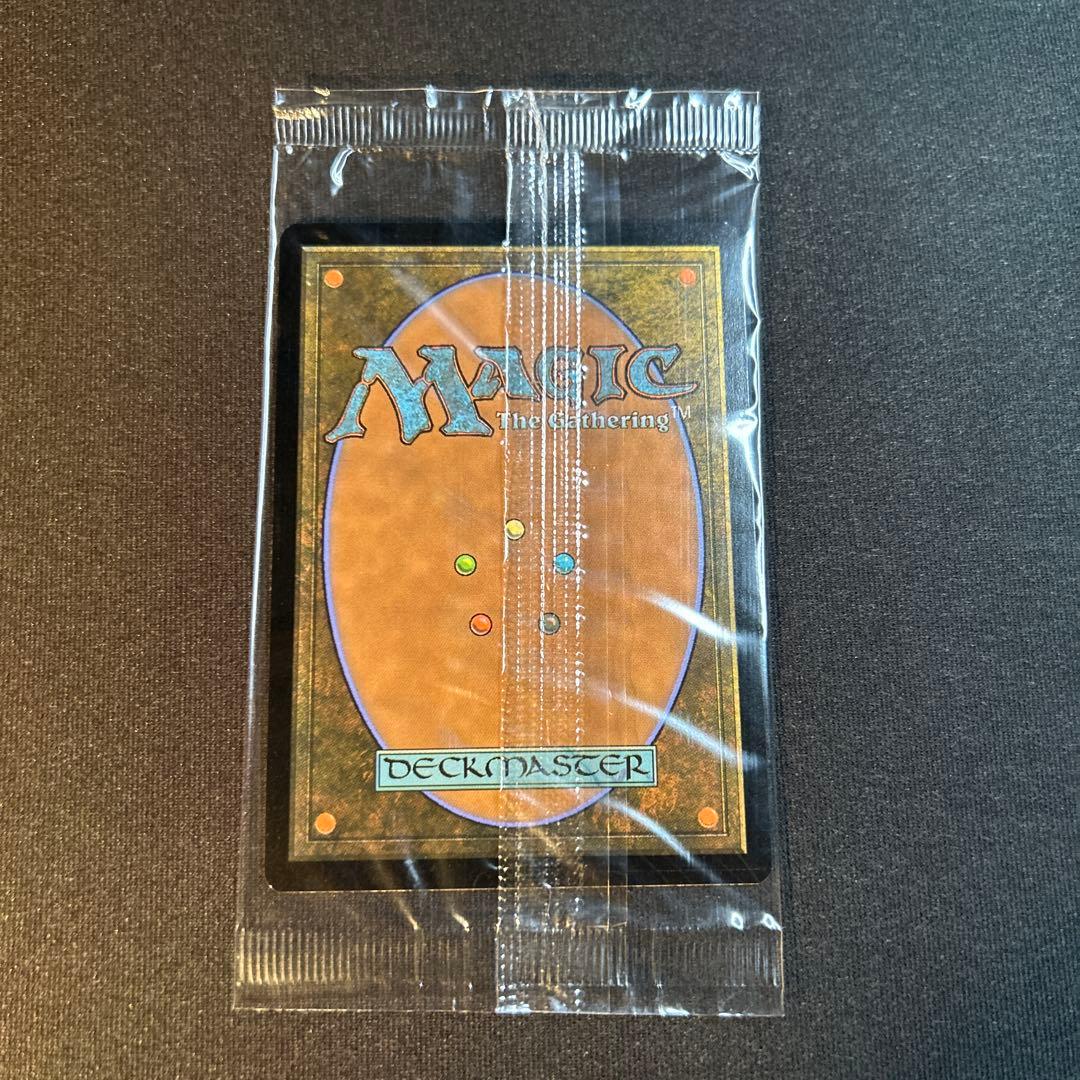 MAGIC
The Gathering™
DECKMASTER